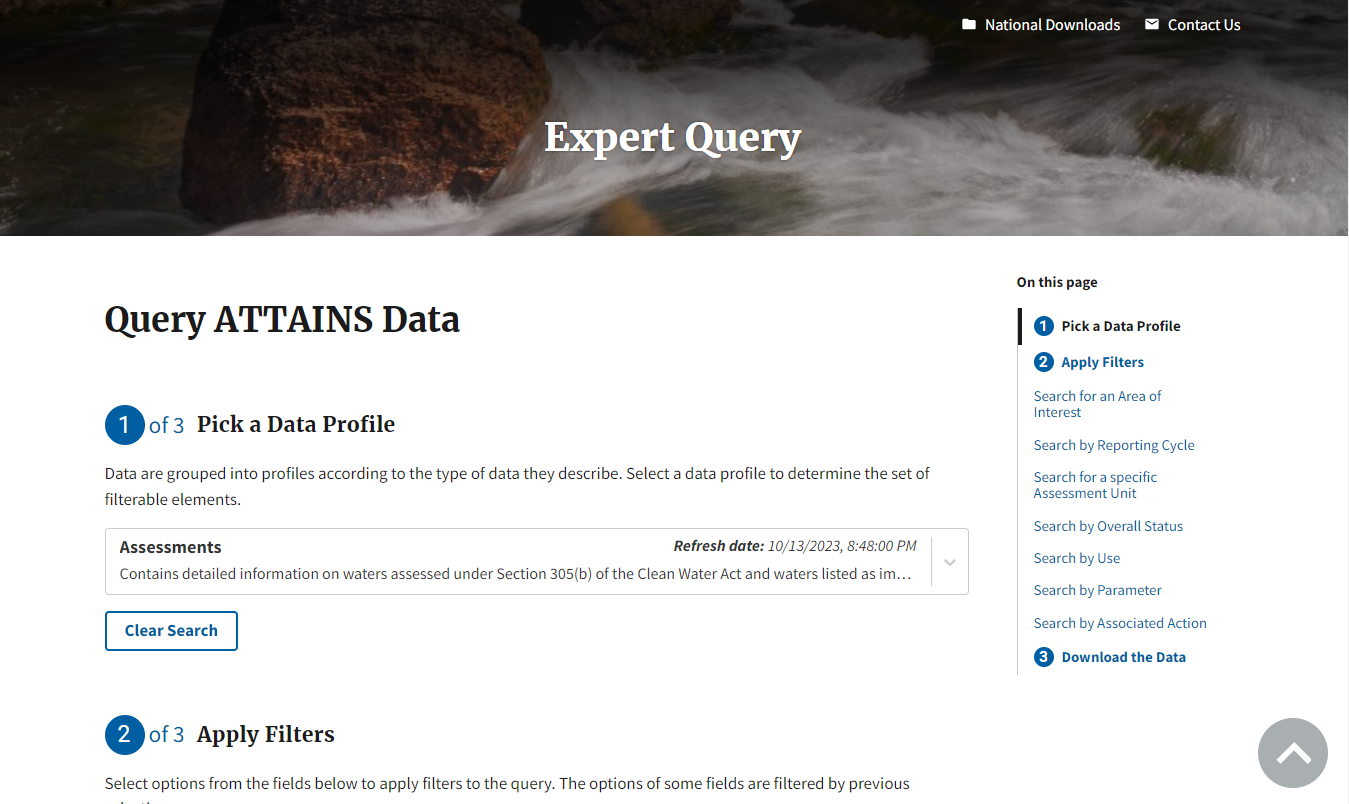 National Downloads
Contact Us
Expert Query
Query ATTAINS Data
1 of 3 Pick a Data Profile
Data are grouped into profiles according to the type of data they describe. Select a data profile to determine the set of
filterable elements.
Assessments
Refresh date: 10/13/2023, 8:48:00 PM
Contains detailed information on waters assessed under Section 305(b) of the Clean Water Act and waters listed as im…
Clear Search
2 of 3 Apply Filters
Select options from the fields below to apply filters to the query. The options of some fields are filtered by previous
On this page
1 Pick a Data Profile
2 Apply Filters
Search for an Area of
Interest
Search by Reporting Cycle
Search for a specific
Assessment Unit
Search by Overall Status
Search by Use
Search by Parameter
Search by Associated Action
3 Download the Data